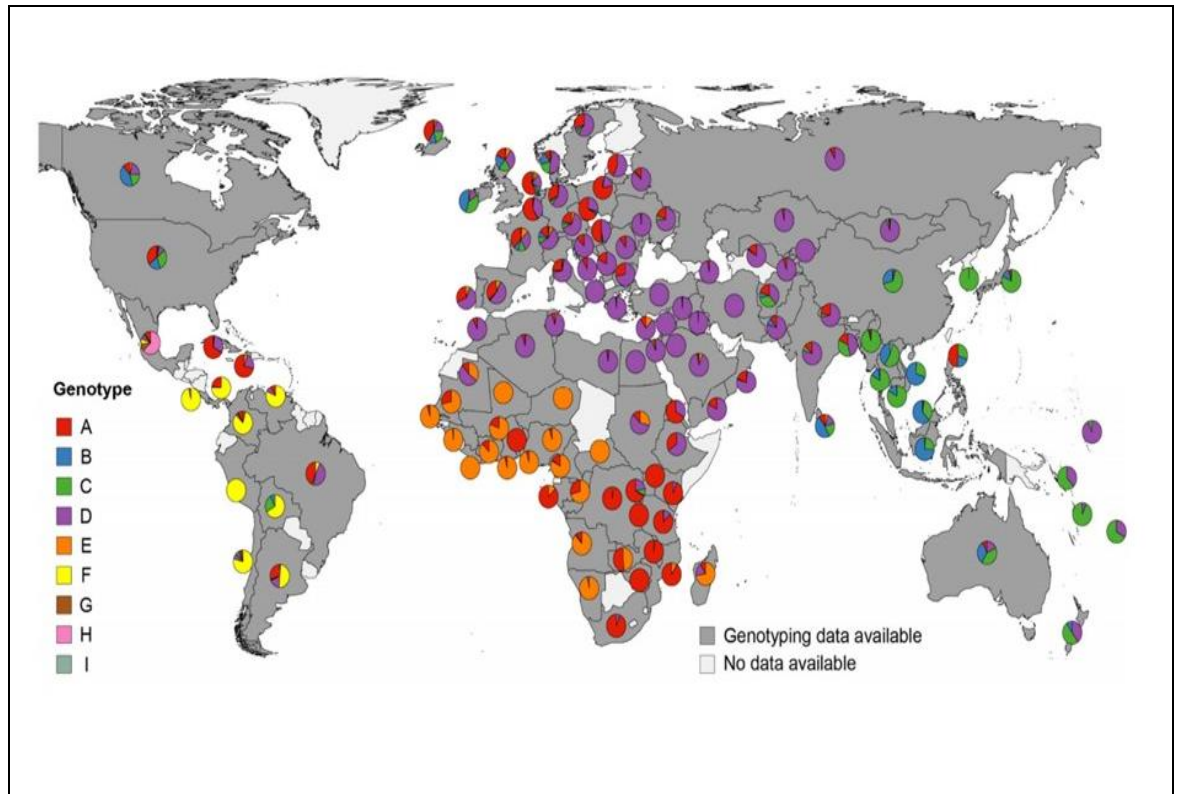 Genotype
A
B
C
D
E
F
G
H
I
Genotyping data available
No data available